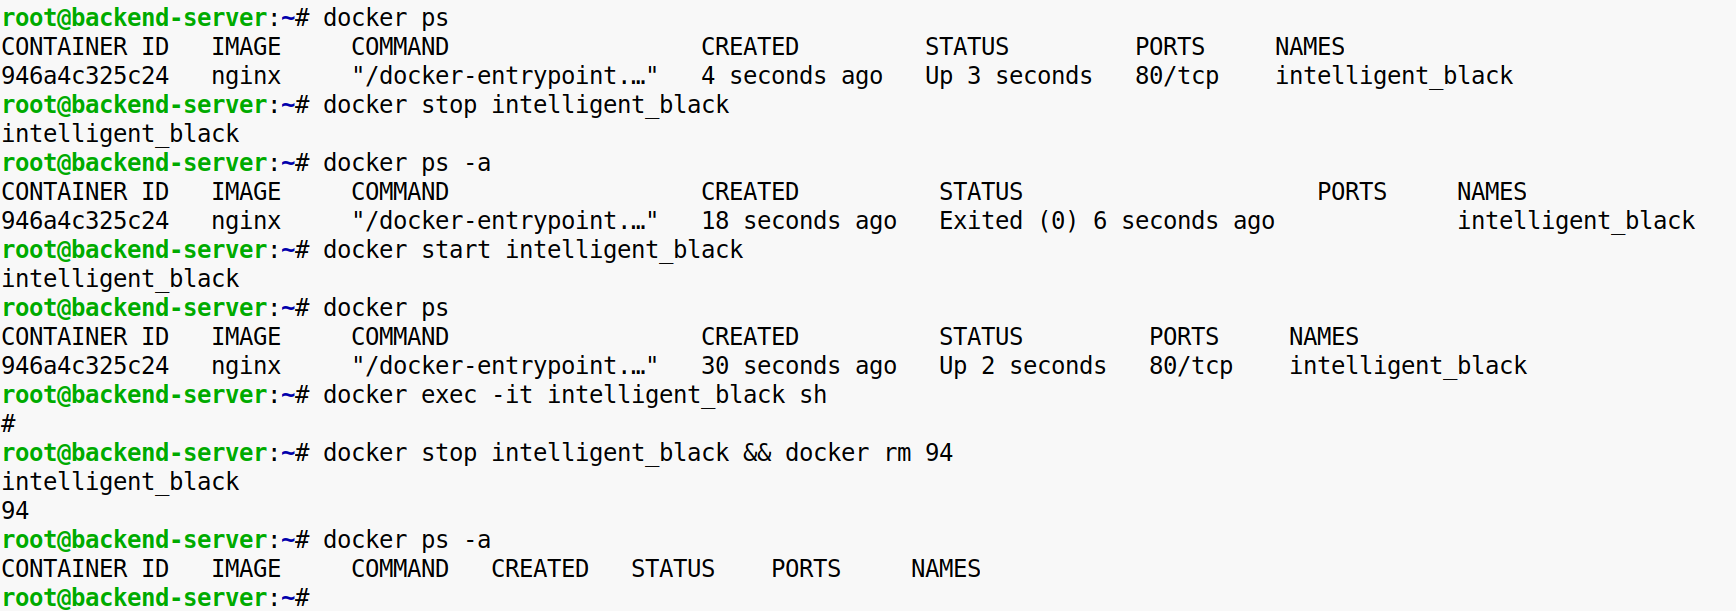 root@backend-server:~# docker ps
CONTAINER ID   IMAGE     COMMAND                  CREATED         STATUS         PORTS     NAMES
946a4c325c24   nginx     "/docker-entrypoint.…"   4 seconds ago   Up 3 seconds   80/tcp    intelligent_black
root@backend-server:~# docker stop intelligent_black
intelligent_black
root@backend-server:~# docker ps -a
CONTAINER ID   IMAGE     COMMAND                  CREATED          STATUS                     PORTS     NAMES
946a4c325c24   nginx     "/docker-entrypoint.…"   18 seconds ago   Exited (0) 6 seconds ago             intelligent_black
root@backend-server:~# docker start intelligent_black
intelligent_black
root@backend-server:~# docker ps
CONTAINER ID   IMAGE     COMMAND                  CREATED          STATUS         PORTS     NAMES
946a4c325c24   nginx     "/docker-entrypoint.…"   30 seconds ago   Up 2 seconds   80/tcp    intelligent_black
root@backend-server:~# docker exec -it intelligent_black sh
#
root@backend-server:~# docker stop intelligent_black && docker rm 94
intelligent_black
94
root@backend-server:~# docker ps -a
CONTAINER ID   IMAGE     COMMAND   CREATED   STATUS    PORTS     NAMES
root@backend-server:~#